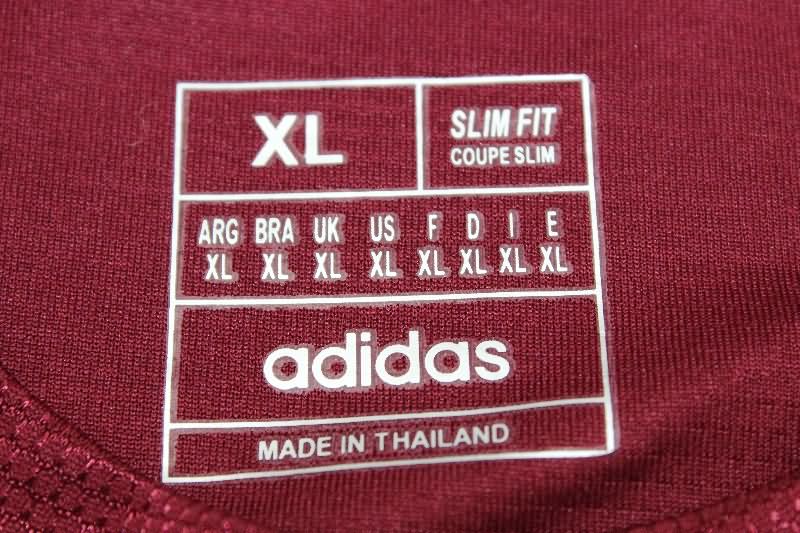 XL
SLIM FIT
COUPE SLIM
ARG BRA UK US F D I E
XL XL XL XL XL XL XL XL
adidas
MADE IN THAILAND